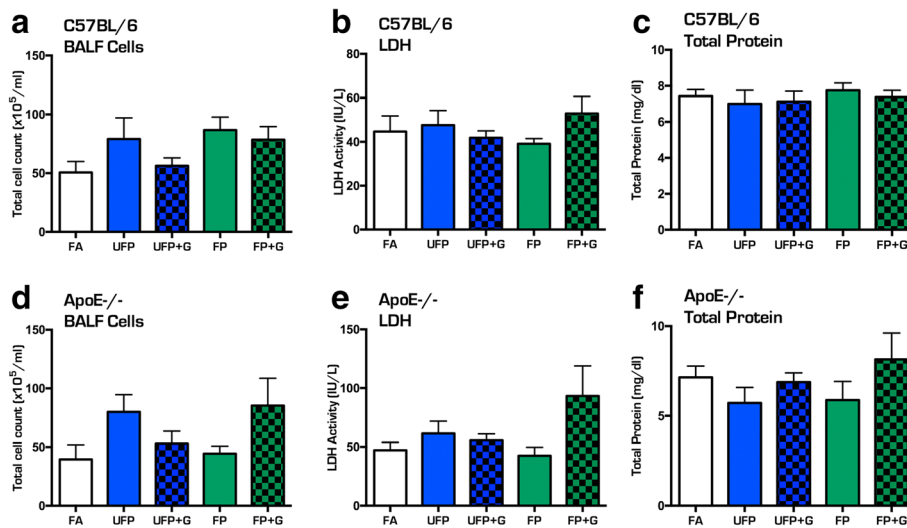 a
C57BL/6
BALF Cells
Total cell count [x10⁵/ml]
150
100
50
0
FA UFP UFP+G FP FP+G
b
C57BL/6
LDH
LDH Activity [IU/L]
80
60
40
20
0
FA UFP UFP+G FP FP+G
c
C57BL/6
Total Protein
Total Protein [mg/dl]
8
6
4
2
0
FA UFP UFP+G FP FP+G
d
ApoE-/-
BALF Cells
Total cell count [x10⁵/ml]
150
100
50
0
FA UFP UFP+G FP FP+G
e
ApoE-/-
LDH
LDH Activity [IU/L]
150
100
50
0
FA UFP UFP+G FP FP+G
f
ApoE-/-
Total Protein
Total Protein [mg/dl]
10
5
0
FA UFP UFP+G FP FP+G